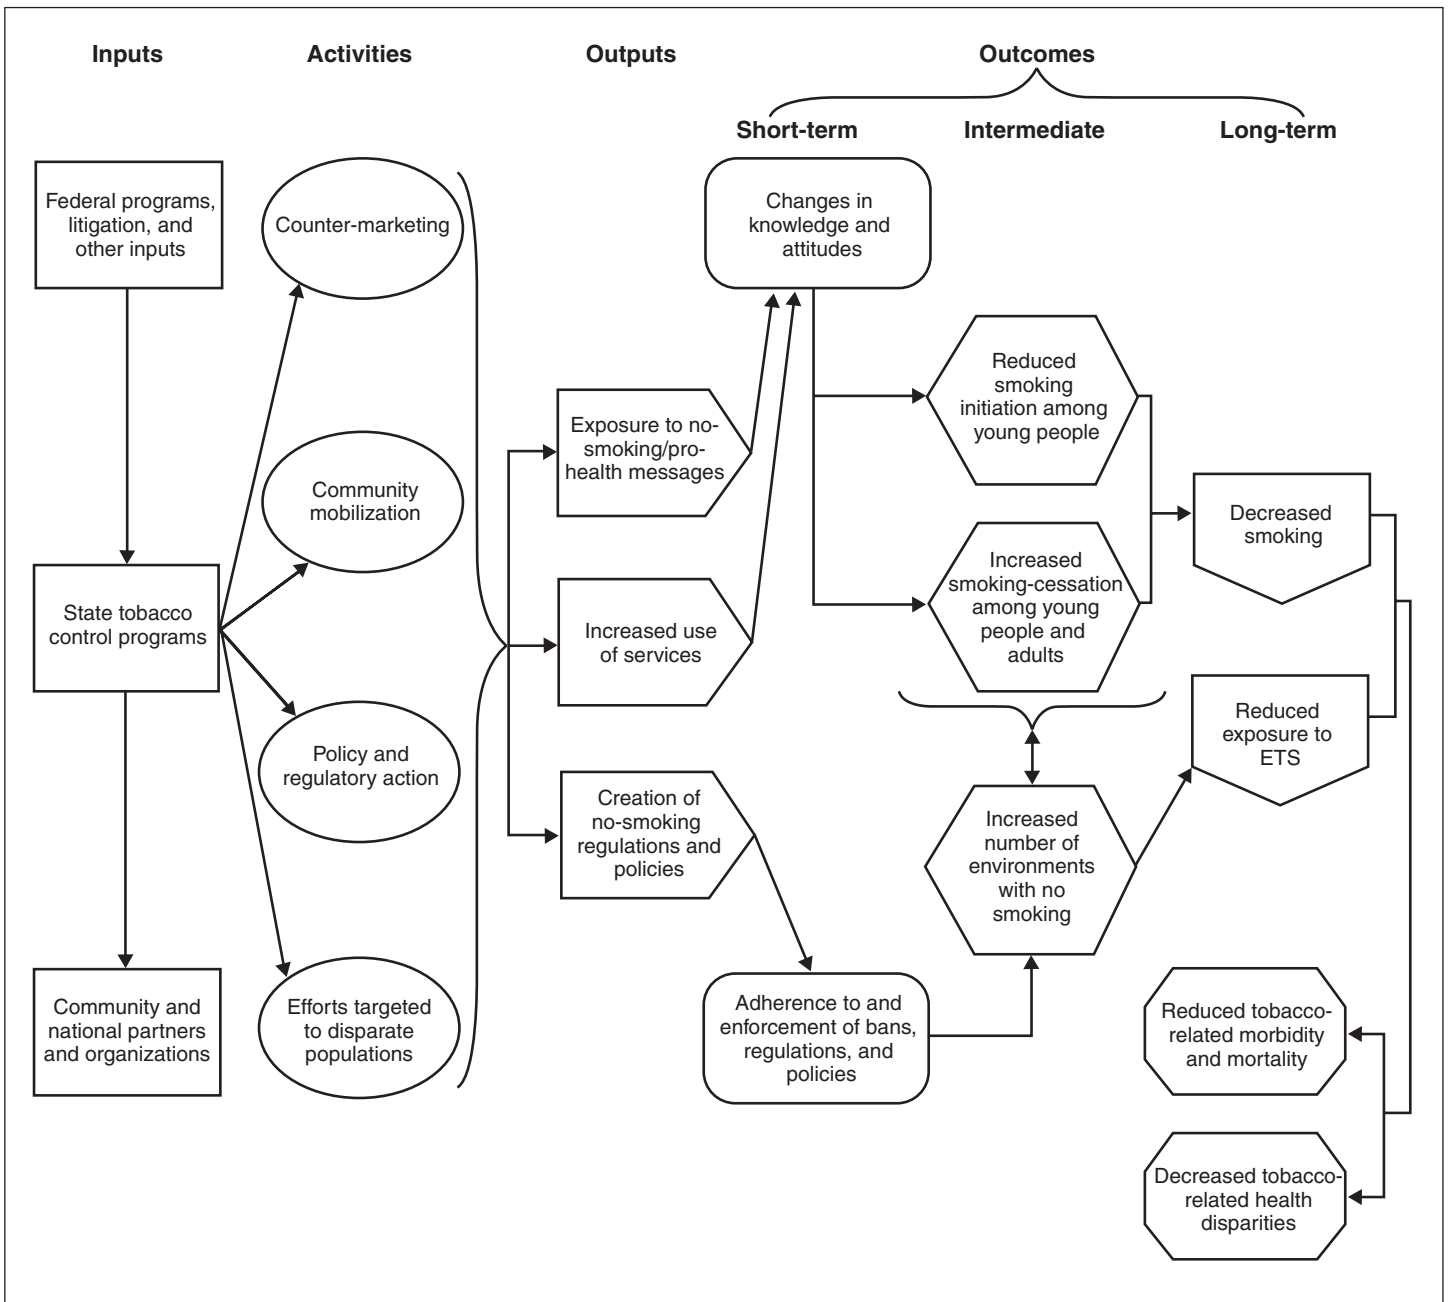 Inputs
Activities
Outputs
Outcomes
Short-term
Intermediate
Long-term
Federal programs,
litigation, and
other inputs
State tobacco
control programs
Community and
national partners
and organizations
Counter-marketing
Community
mobilization
Policy and
regulatory action
Efforts targeted
to disparate
populations
Exposure to no-
smoking/pro-
health messages
Increased use
of services
Creation of
no-smoking
regulations and
policies
Changes in
knowledge and
attitudes
Adherence to and
enforcement of bans,
regulations, and
policies
Reduced
smoking
initiation among
young people
Increased
smoking-cessation
among young
people and
adults
Increased
number of
environments
with no
smoking
Decreased
smoking
Reduced
exposure to
ETS
Reduced tobacco-
related morbidity
and mortality
Decreased tobacco-
related health
disparities